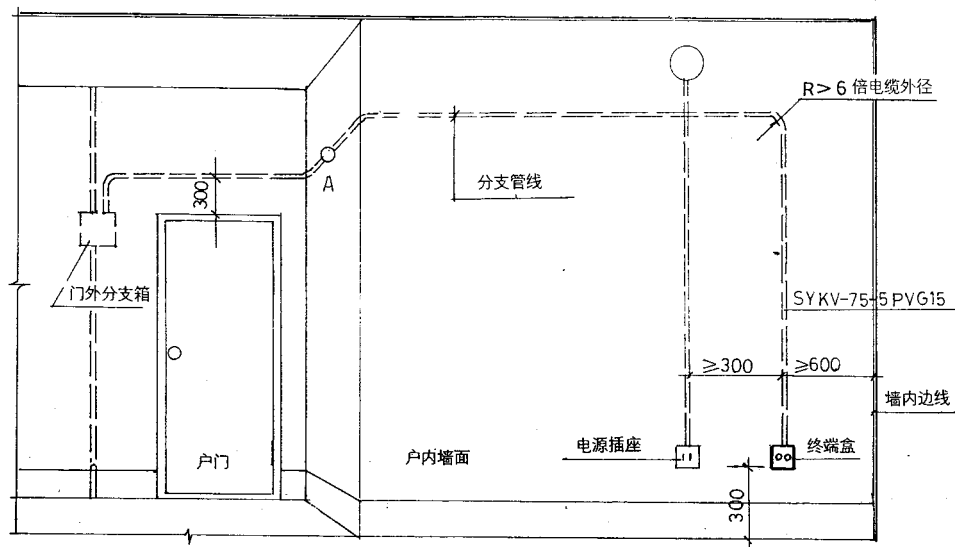 R>6倍电缆外径
A
300
分支管线
门外分支箱
SYKV-75-5PVG15
≥300
≥600
墙内边线
户门
户内墙面
电源插座
终端盒
300